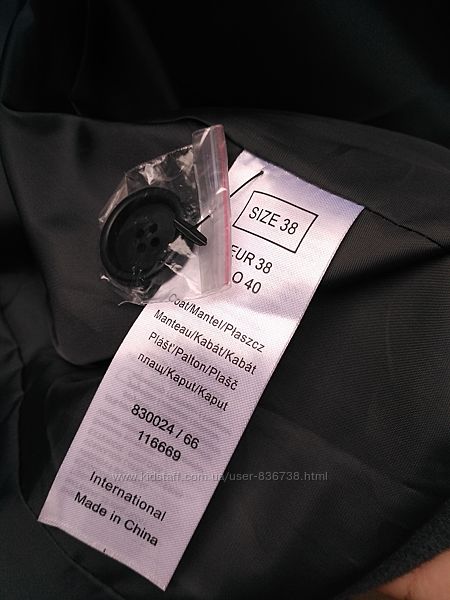 SIZE 38
EUR 38
O 40
Coat/Mantel/Płaszcz
Manteau/Kabát/Kabát
Plášť/Palton/Plašč
плащ/Kaput/Kaput
830024 / 66
116669
International
Made in China
www.kidstaff.com.ua/user-836738.html